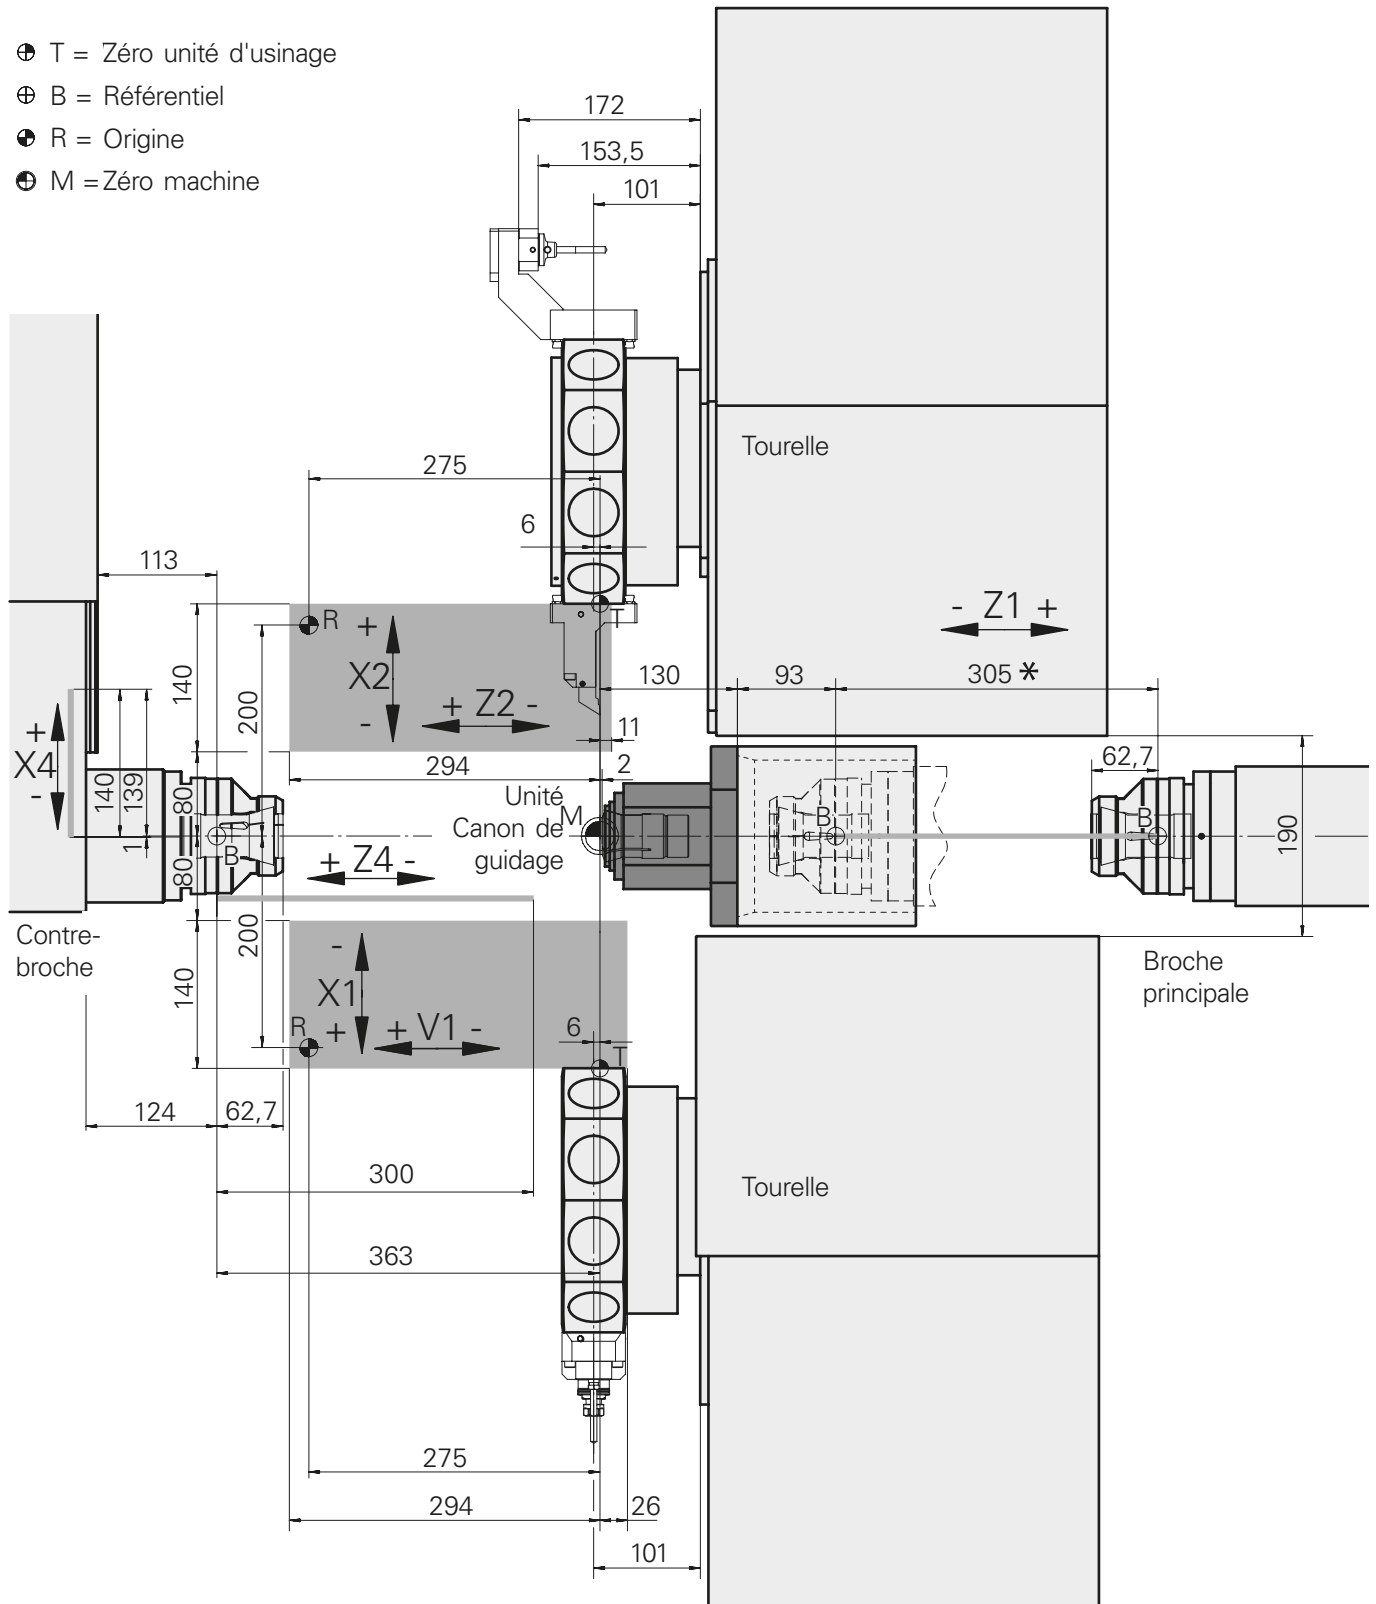 T = Zéro unité d'usinage
B = Référentiel
R = Origine
M = Zéro machine
172
153,5
101
Tourelle
275
6
113
R
+
T
- Z1 +
X2
140
200
+ Z2 -
-
130
93
305 *
11
+
X4
-
140
139
1
294
2
62,7
80
Unité
Canon de
guidage
M
B
B
B
190
+ Z4 -
80
Contre-
broche
200
140
-
X1
+
R
+ V1 -
6
T
Broche
principale
124
62,7
300
Tourelle
363
275
294
26
101